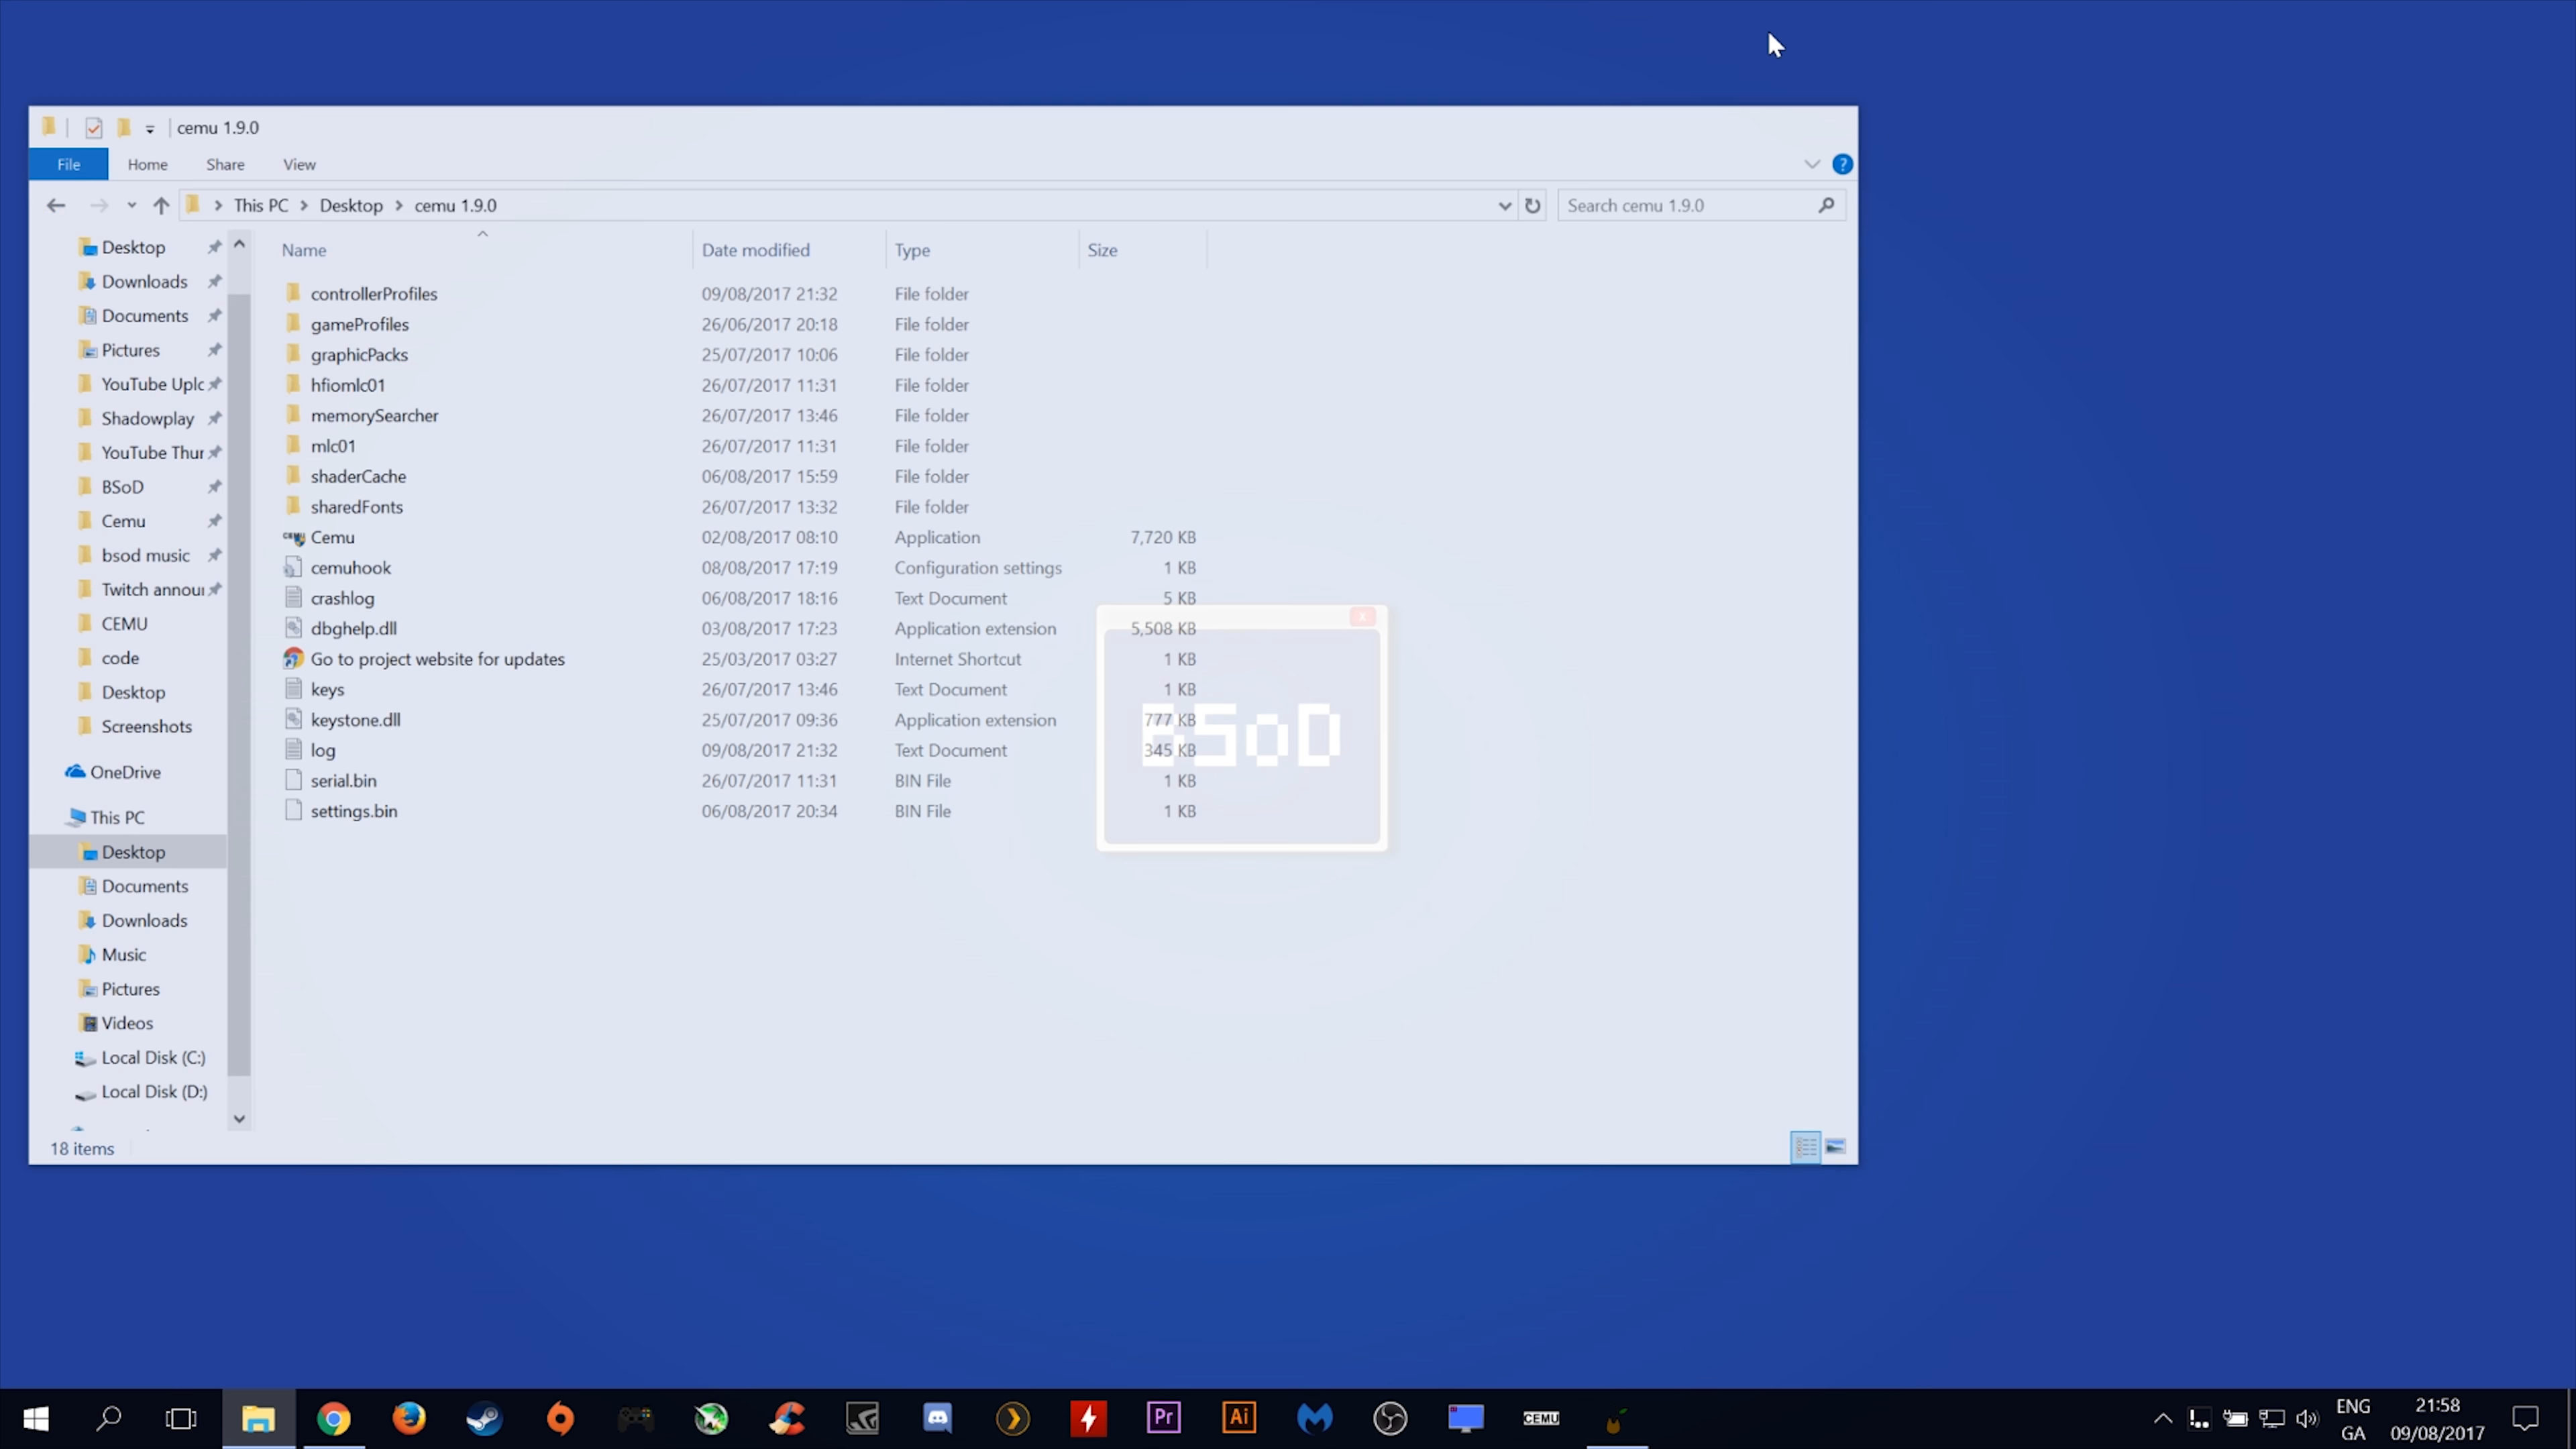 cemu 1.9.0
File Home Share View
This PC Desktop cemu 1.9.0 Search cemu 1.9.0
Name Date modified Type Size
Desktop
Downloads
Documents
Pictures
YouTube Uplc
Shadowplay
YouTube Thur
BSoD
Cemu
bsod music
Twitch annou
CEMU
code
Desktop
Screenshots
OneDrive
This PC
Desktop
Documents
Downloads
Music
Pictures
Videos
Local Disk (C:)
Local Disk (D:)
controllerProfiles 09/08/2017 21:32 File folder
gameProfiles 26/06/2017 20:18 File folder
graphicPacks 25/07/2017 10:06 File folder
hfiomlc01 26/07/2017 11:31 File folder
memorySearcher 26/07/2017 13:46 File folder
mlc01 26/07/2017 11:31 File folder
shaderCache 06/08/2017 15:59 File folder
sharedFonts 26/07/2017 13:32 File folder
Cemu 02/08/2017 08:10 Application 7,720 KB
cemuhook 08/08/2017 17:19 Configuration settings 1 KB
crashlog 06/08/2017 18:16 Text Document 5 KB
dbghelp.dll 03/08/2017 17:23 Application extension 5,508 KB
Go to project website for updates 25/03/2017 03:27 Internet Shortcut 1 KB
keys 26/07/2017 13:46 Text Document 1 KB
keystone.dll 25/07/2017 09:36 Application extension 777 KB
log 09/08/2017 21:32 Text Document 345 KB
serial.bin 26/07/2017 11:31 BIN File 1 KB
settings.bin 06/08/2017 20:34 BIN File 1 KB
BSoD
18 items
Pr Ai CEMU
ENG 21:58
GA 09/08/2017